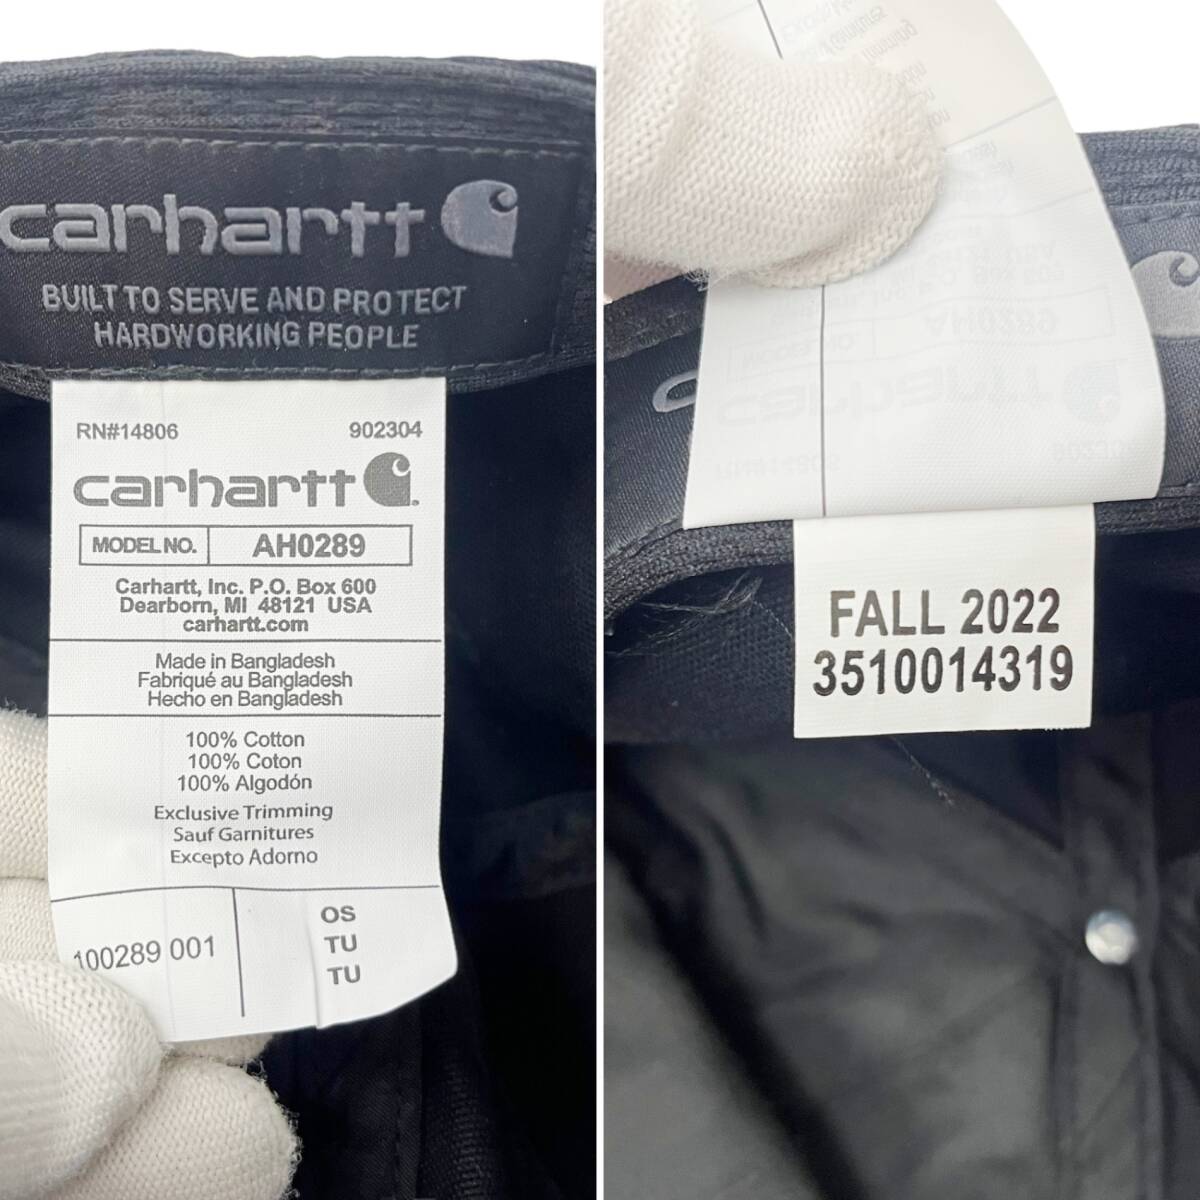 carhartt
BUILT TO SERVE AND PROTECT
HARDWORKING PEOPLE
RN#14806 902304
carhartt
MODEL NO. AH0289
Carhartt, Inc. P.O. Box 600
Dearborn, MI 48121 USA
carhartt.com
Made in Bangladesh
Fabriqué au Bangladesh
Hecho en Bangladesh
100% Cotton
100% Coton
100% Algodón
Exclusive Trimming
Sauf Garnitures
Excepto Adorno
100289 001
OS
TU
TU
FALL 2022
3510014319